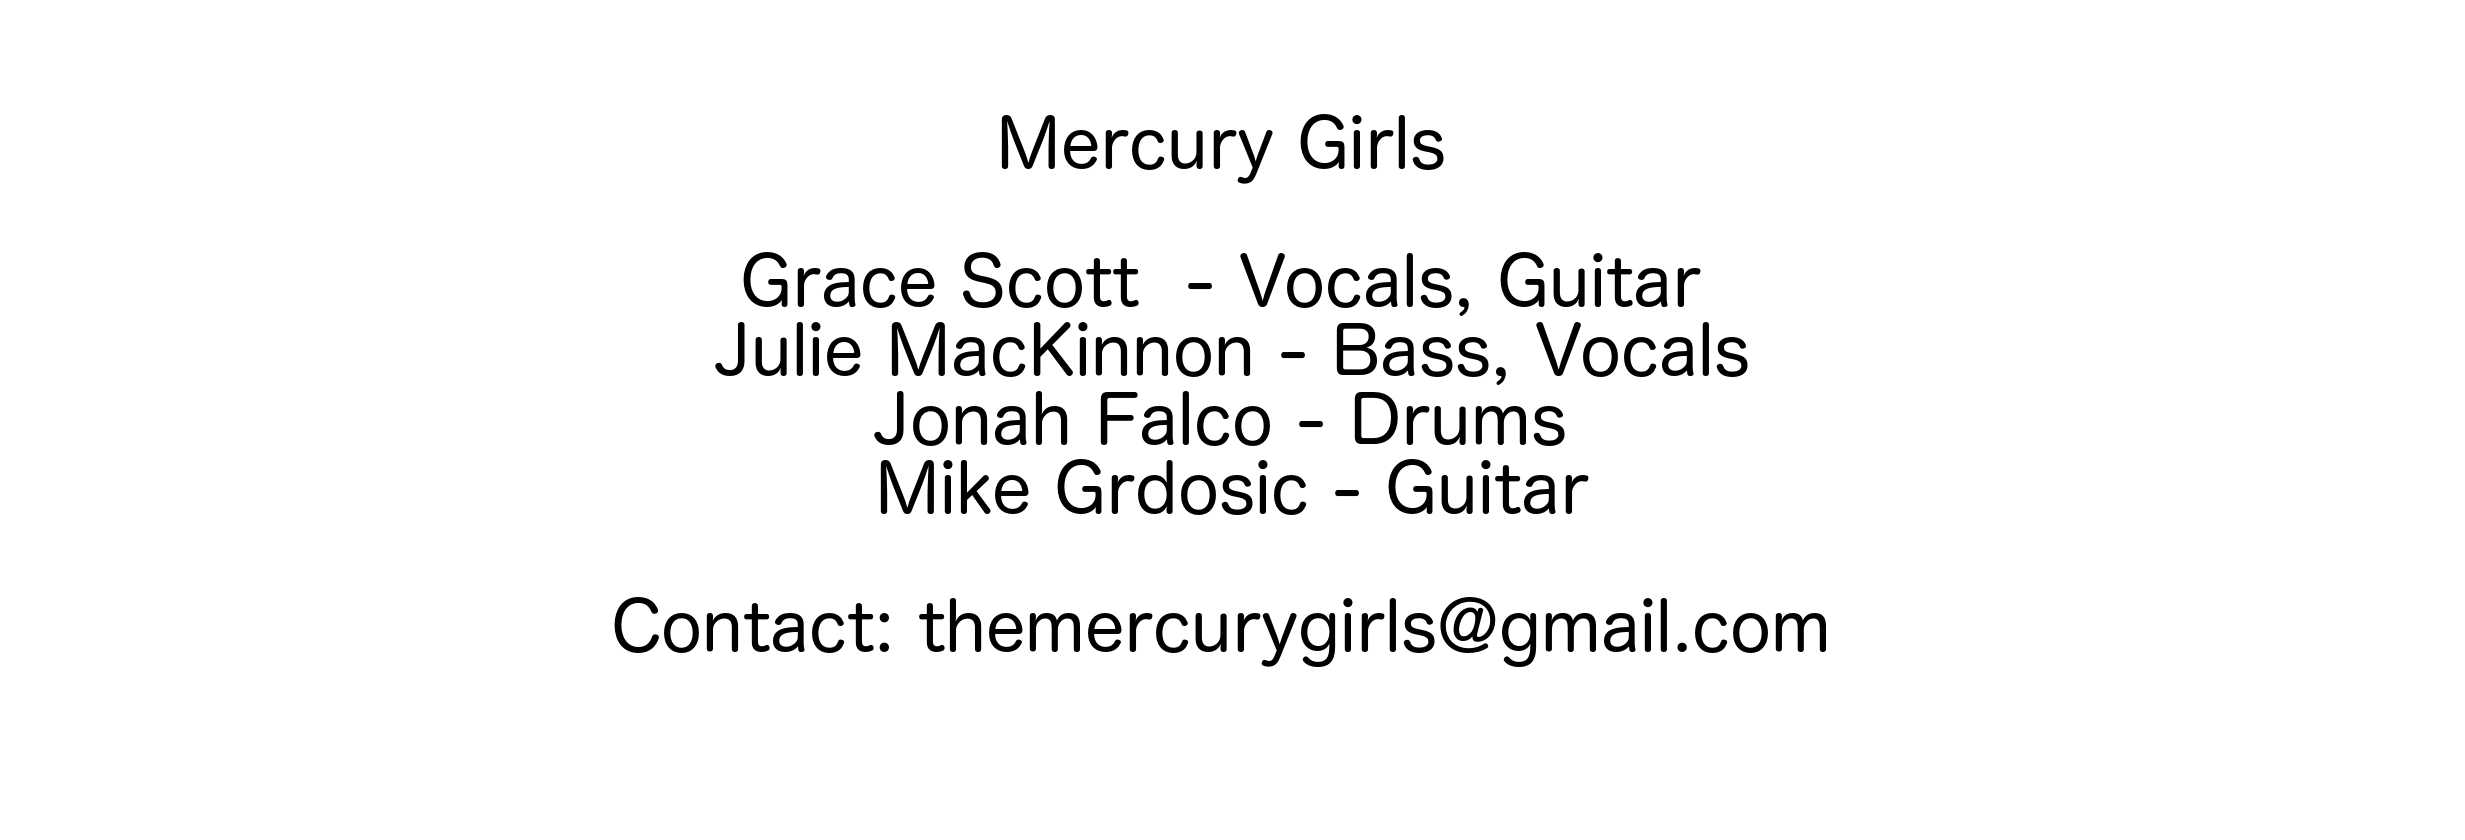 Mercury Girls
Grace Scott  - Vocals, Guitar
Julie MacKinnon - Bass, Vocals
Jonah Falco - Drums
Mike Grdosic - Guitar
Contact: themercurygirls@gmail.com